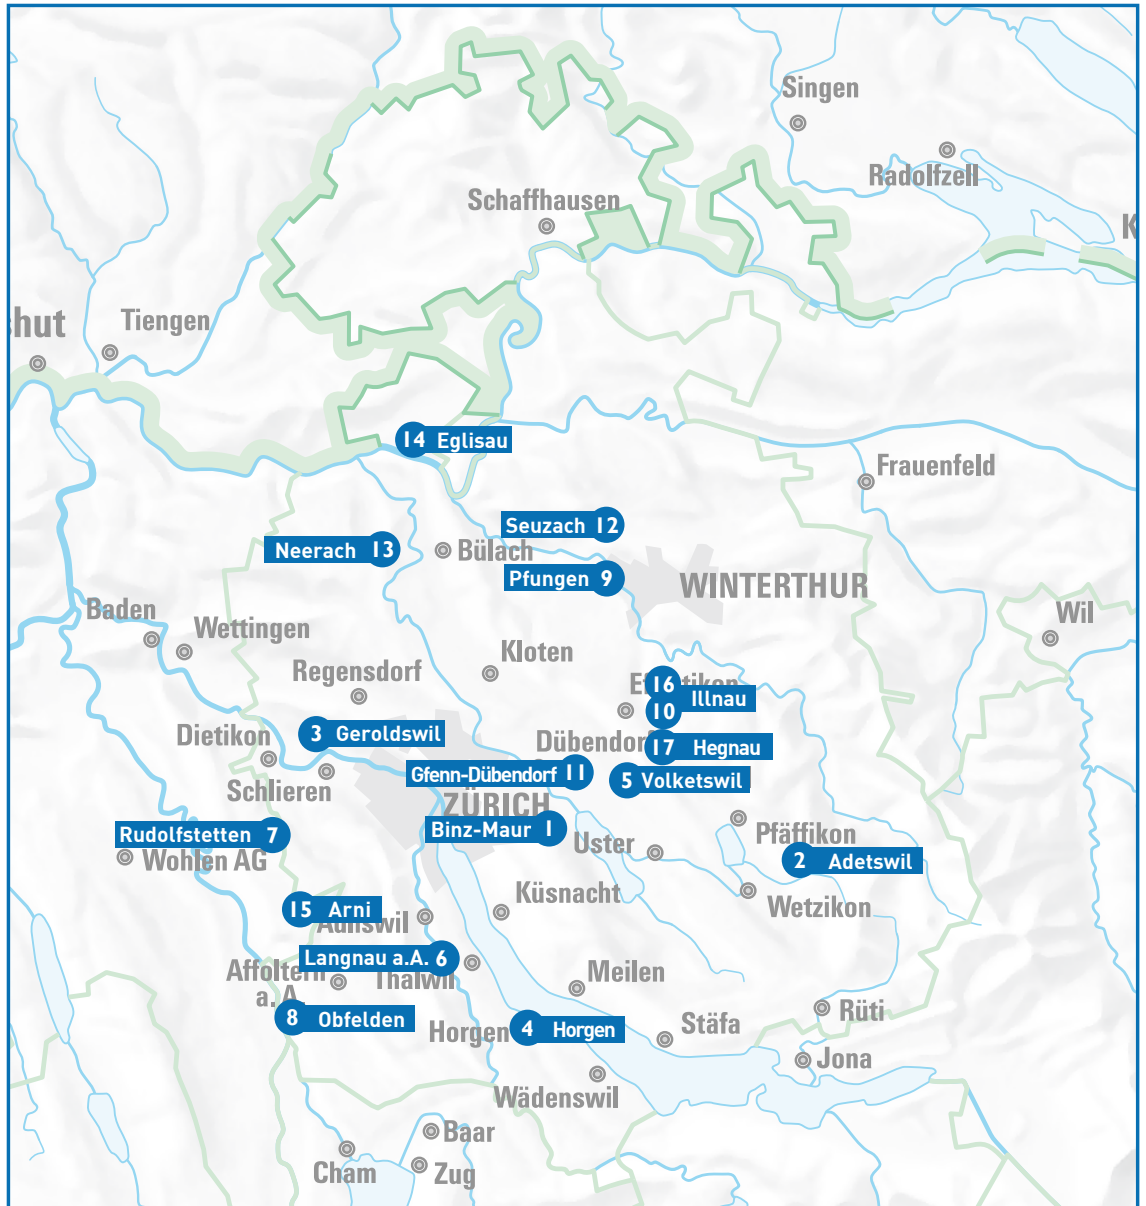 Singen
Radolfzell
K
Schaffhausen
shut
Tiengen
14 Eglisau
Frauenfeld
Seuzach 12
Neerach 13
Bülach
Pfungen 9
WINTERTHUR
Baden
Wettingen
Wil
Kloten
Regensdorf
16
Illnau
10
3 Geroldswil
Dietikon
Dübendorf
17 Hegnau
Gfenn-Dübendorf 11
5 Volketswil
Schlieren
ZÜRICH
Rudolfstetten 7
Binz-Maur 1
Pfäffikon
Uster
Wohlen AG
2 Adetswil
Küsnacht
Wetzikon
15 Arni
Adliswil
Langnau a.A. 6
Affoltern
a. A.
Thalwil
Meilen
8 Obfelden
Horgen
4 Horgen
Stäfa
Rüti
Jona
Wädenswil
Baar
Cham
Zug